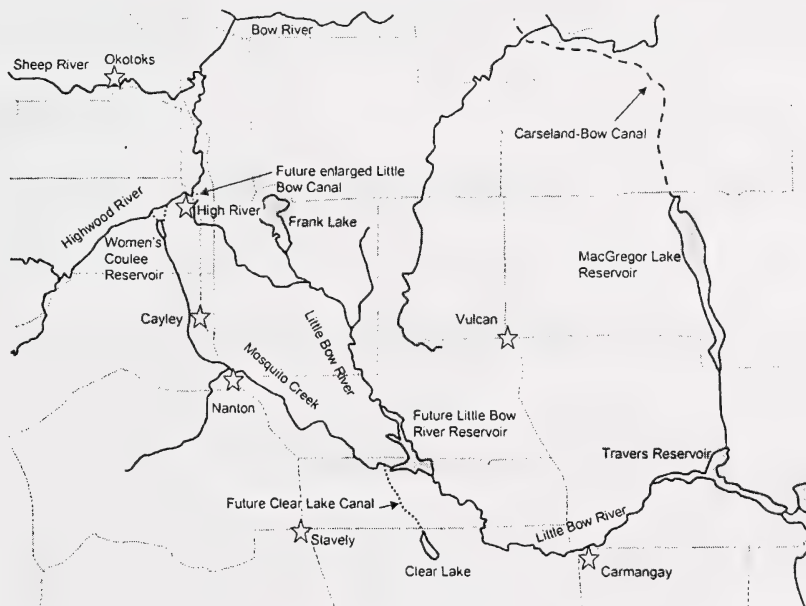 Bow River
Sheep River
Okotoks
Carseland-Bow Canal
Future enlarged Little
Bow Canal
Highwood River
High River
Frank Lake
Women's
Coulee
Reservoir
MacGregor Lake
Reservoir
Cayley
Little Bow River
Vulcan
Mosquito Creek
Nanton
Future Little Bow
River Reservoir
Travers Reservoir
Future Clear Lake Canal
Little Bow River
Stavely
Clear Lake
Carmangay